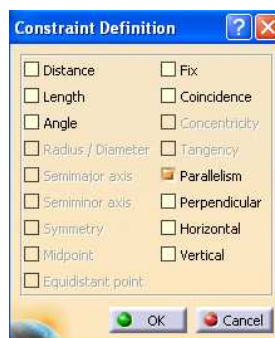 Constraint Definition
Distance
Fix
Length
Coincidence
Angle
Concentricity
Radius / Diameter
Tangency
Semimajor axis
Parallelism
Semiminor axis
Perpendicular
Symmetry
Horizontal
Midpoint
Vertical
Equidistant point
OK
Cancel